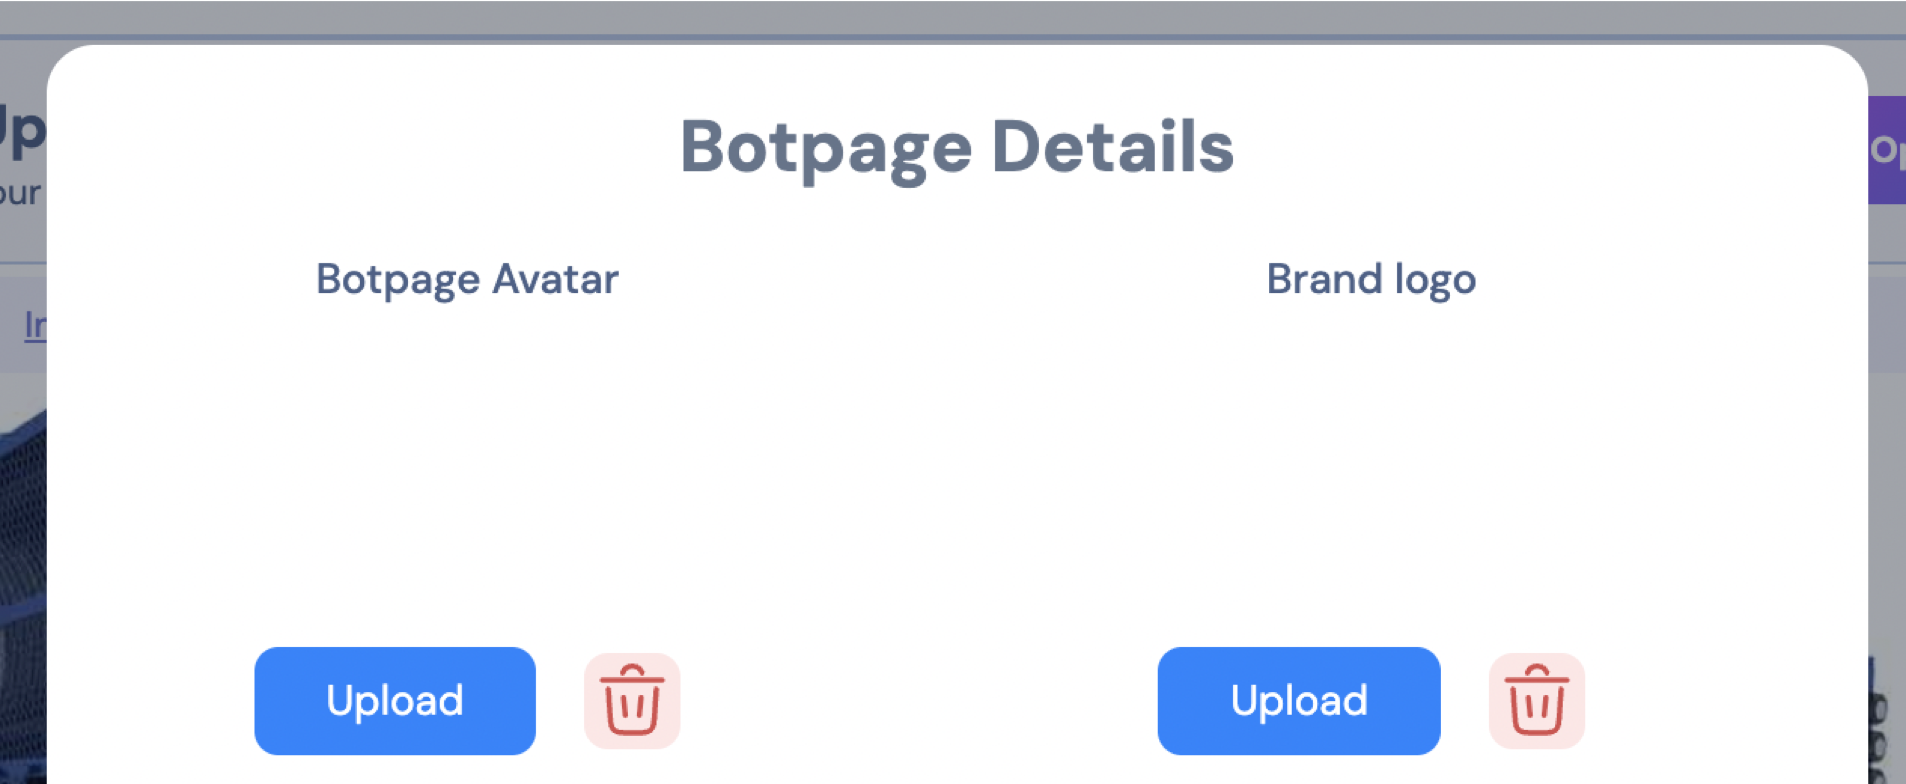 Botpage Details
Botpage Avatar
Brand logo
Upload
Upload